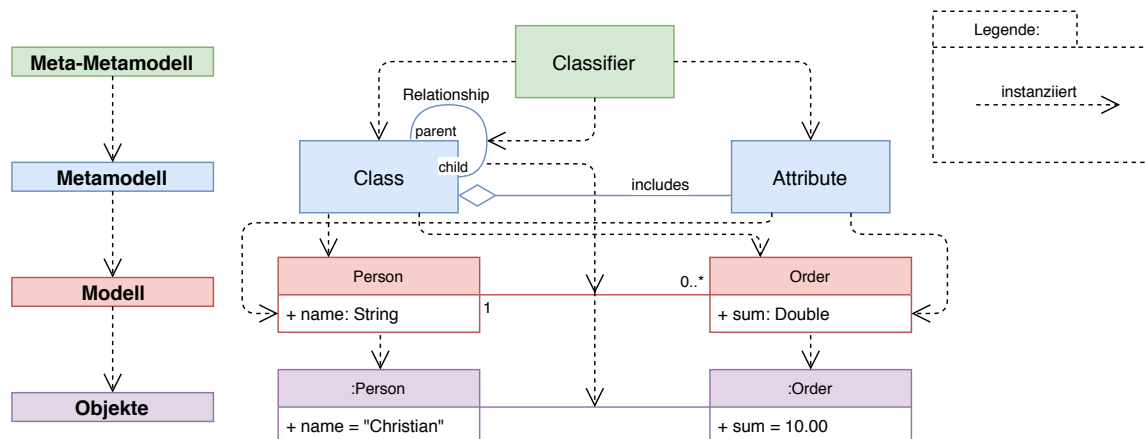 Legende:
Meta-Metamodell
Classifier
instanziiert
Relationship
parent
child
Metamodell
Class
includes
Attribute
Modell
Person
0..*
Order
1
+ name: String
+ sum: Double
Objekte
:Person
:Order
+ name = "Christian"
+ sum = 10.00